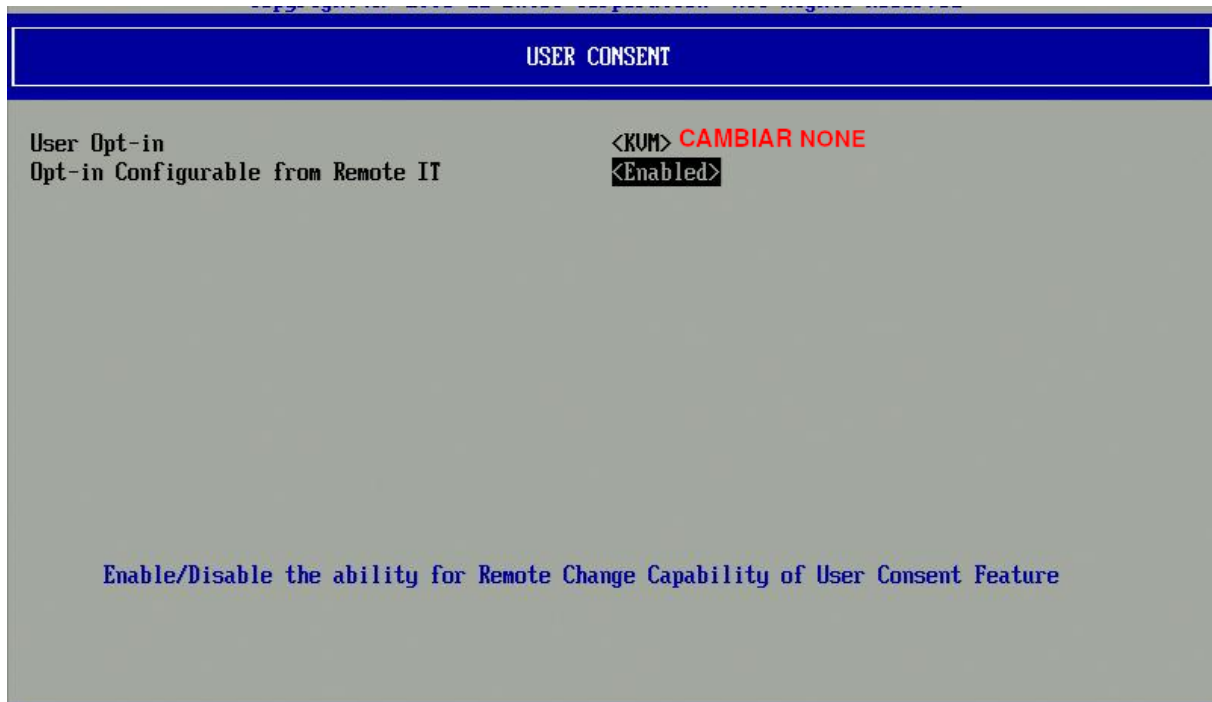 USER CONSENT
User Opt-in <KVM> CAMBIAR NONE
Opt-in Configurable from Remote IT <Enabled>
Enable/Disable the ability for Remote Change Capability of User Consent Feature